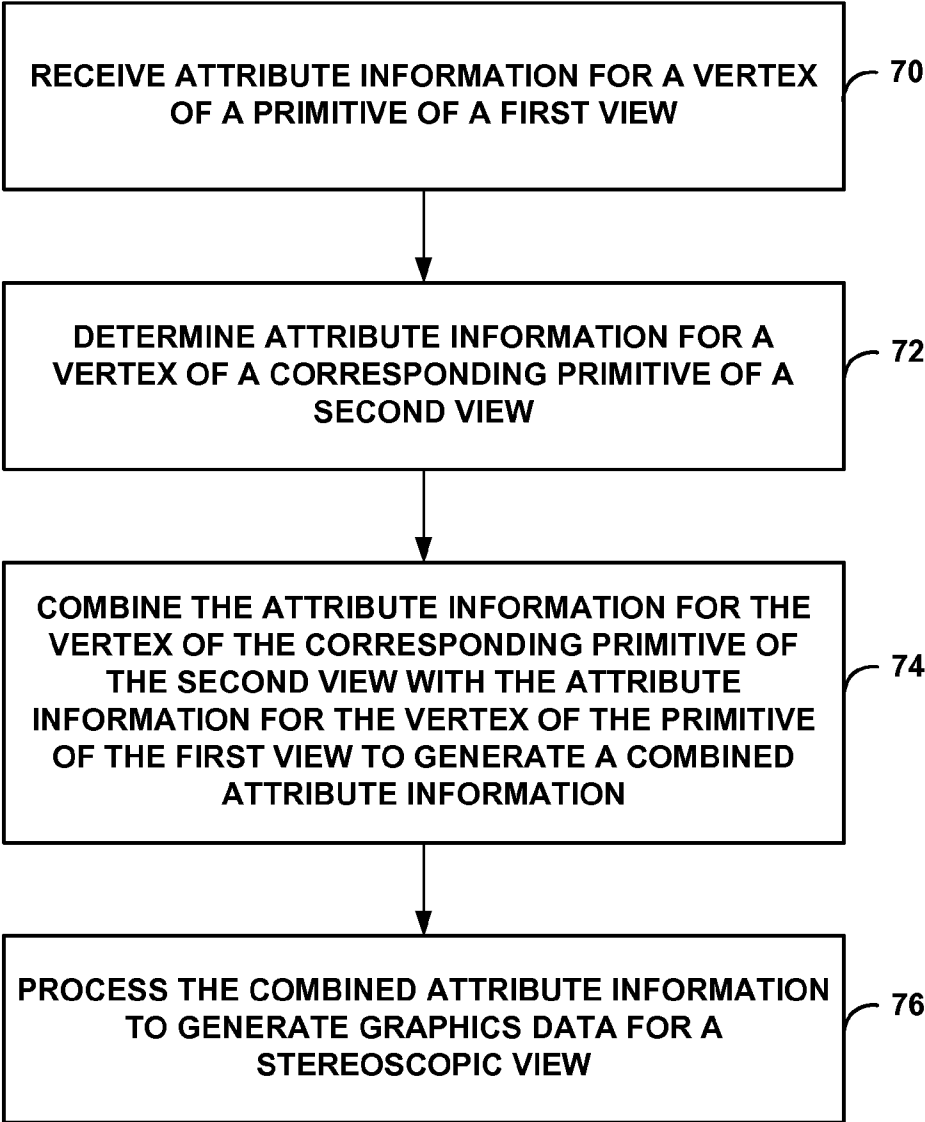 RECEIVE ATTRIBUTE INFORMATION FOR A VERTEX
OF A PRIMITIVE OF A FIRST VIEW
70
DETERMINE ATTRIBUTE INFORMATION FOR A
VERTEX OF A CORRESPONDING PRIMITIVE OF A
SECOND VIEW
72
COMBINE THE ATTRIBUTE INFORMATION FOR THE
VERTEX OF THE CORRESPONDING PRIMITIVE OF
THE SECOND VIEW WITH THE ATTRIBUTE
INFORMATION FOR THE VERTEX OF THE PRIMITIVE
OF THE FIRST VIEW TO GENERATE A COMBINED
ATTRIBUTE INFORMATION
74
PROCESS THE COMBINED ATTRIBUTE INFORMATION
TO GENERATE GRAPHICS DATA FOR A
STEREOSCOPIC VIEW
76